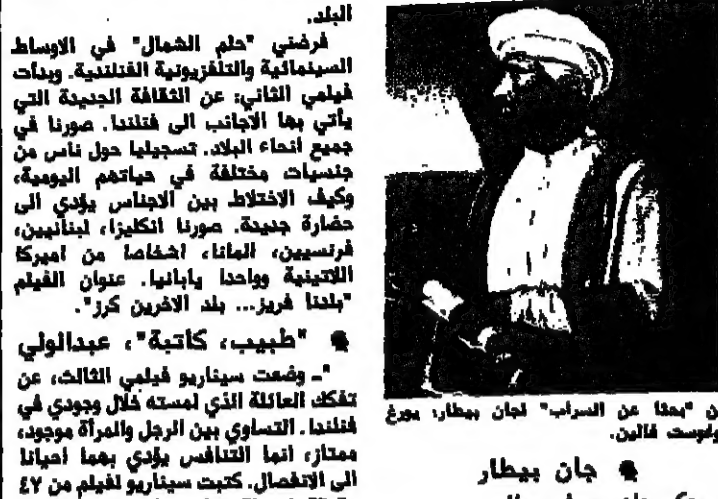 البلد.
فرضني "حلم الشمال" في الاوساط
السينمائية والتلفزيونية الفنلندية. وبدأت
فيلمي الثاني: عن الثقافة الجديدة التي
يأتي بها الاجانب الى فنلندا. صورنا في
جميع انحاء البلاد. تسجيليا حول ناس من
جنسيات مختلفة في حياتهم اليومية،
وكيف الاختلاط بين الاجناس يؤدي الى
حضارة جديدة. صورنا انكليزا، لبنانيين،
فرنسيين، المانا، اشخاصا من اميركا
اللاتينية وواحدا يابانيا. عنوان الفيلم
"بلدنا فريز... بلد الاخرين كرز".
"طبيب، كاتبة"، عبدالولي
"ـ وضعت سيناريو فيلمي الثالث، عن
تفكك العائلة الذي لمسته خلال وجودي في
فنلندا. التساوي بين الرجل والمرأة موجود،
ممتاز، انما التنافس يؤدي بهما احيانا
الى الانفصال. كتبت سيناريو لفيلم من ٤٧
ن "بحثا عن السراب" لجان بيطار: يورغ
وغوست فالين.
جان بيطار